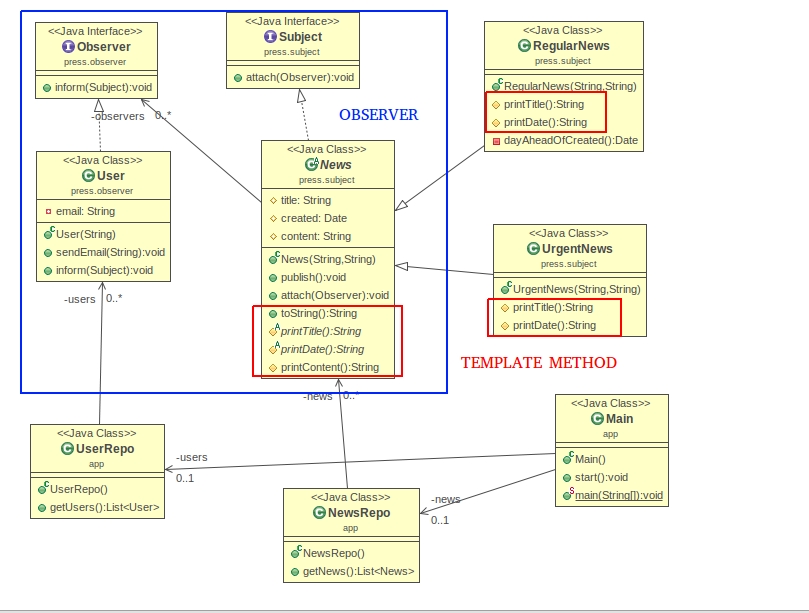 <<Java Interface>>
Observer
press.observer
inform(Subject):void
<<Java Interface>>
Subject
press.subject
attach(Observer):void
<<Java Class>>
RegularNews
press.subject
RegularNews(String,String)
printTitle():String
printDate():String
dayAheadOfCreated():Date
OBSERVER
-observers
0..*
<<Java Class>>
User
press.observer
email: String
User(String)
sendEmail(String):void
inform(Subject):void
<<Java Class>>
News
press.subject
title: String
created: Date
content: String
News(String,String)
publish():void
attach(Observer):void
toString():String
printTitle():String
printDate():String
printContent():String
<<Java Class>>
UrgentNews
press.subject
UrgentNews(String,String)
printTitle():String
printDate():String
TEMPLATE METHOD
-users
0..*
-news
0..*
<<Java Class>>
UserRepo
app
UserRepo()
getUsers():List<User>
-users
0..1
<<Java Class>>
Main
app
Main()
start():void
main(String[]):void
<<Java Class>>
NewsRepo
app
NewsRepo()
getNews():List<News>
-news
0..1